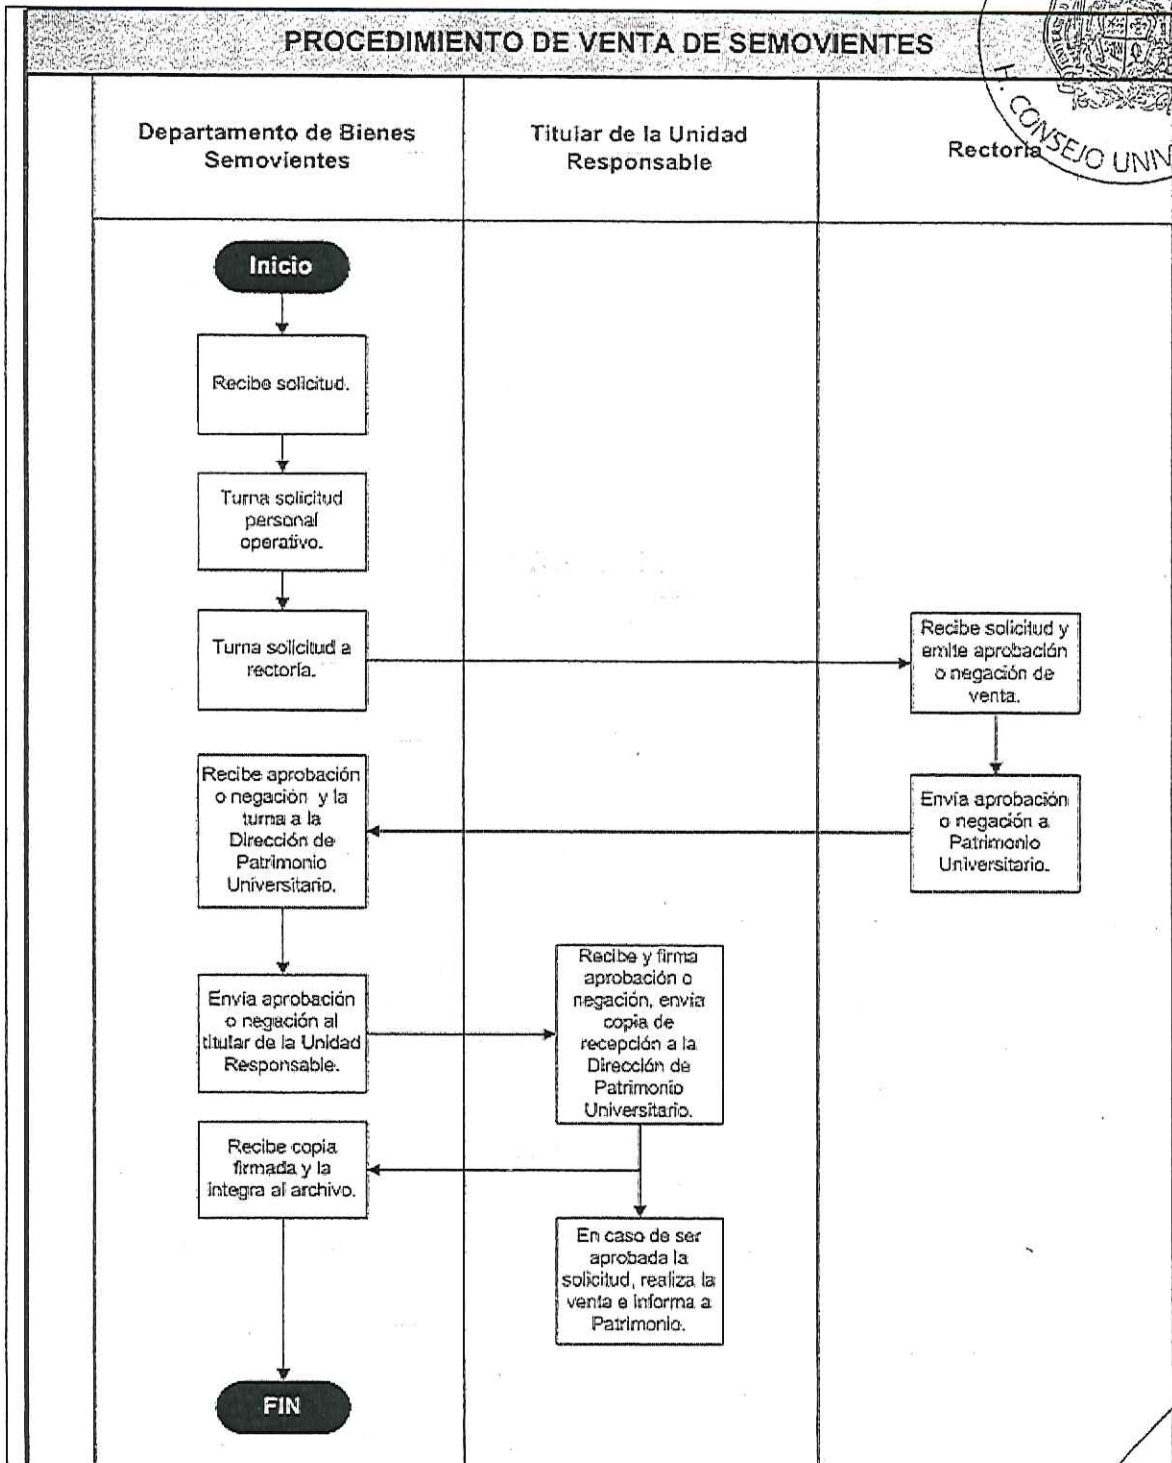 PROCEDIMIENTO DE VENTA DE SEMOVIENTES
H. CONSEJO
Departamento de Bienes
Semovientes
Titular de la Unidad
Responsable
Rectoría
Inicio
Recibe solicitud.
Turna solicitud
personal
operativo.
Turna solicitud a
rectoría.
Recibe solicitud y
emite aprobación
o negación de
venta.
Envía aprobación
o negación a
Patrimonio
Universitario.
Recibe aprobación
o negación y la
turna a la
Dirección de
Patrimonio
Universitario.
Envía aprobación
o negación al
titular de la Unidad
Responsable.
Recibe y firma
aprobación o
negación, envía
copia de
recepción a la
Dirección de
Patrimonio
Universitario.
Recibe copia
firmada y la
integra al archivo.
En caso de ser
aprobada la
solicitud, realiza la
venta e informa a
Patrimonio.
FIN